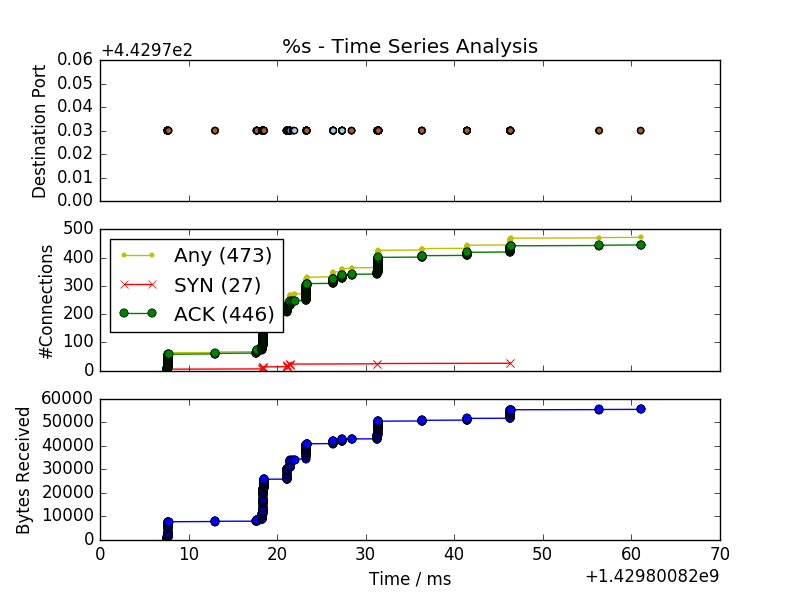 +4.4297e2
%s - Time Series Analysis
0.06
0.05
0.04
0.03
0.02
0.01
0.00
Destination Port
500
400
300
200
100
0
#Connections
Any (473)
SYN (27)
ACK (446)
60000
50000
40000
30000
20000
10000
0
Bytes Received
0 10 20 30 40 50 60 70
Time / ms
+1.42980082e9